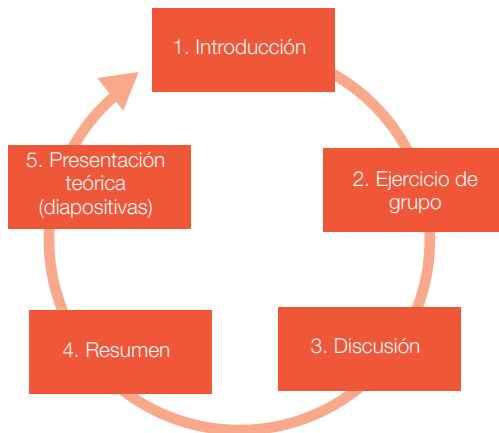 1. Introducción
2. Ejercicio de
grupo
3. Discusión
4. Resumen
5. Presentación
teórica
(diapositivas)